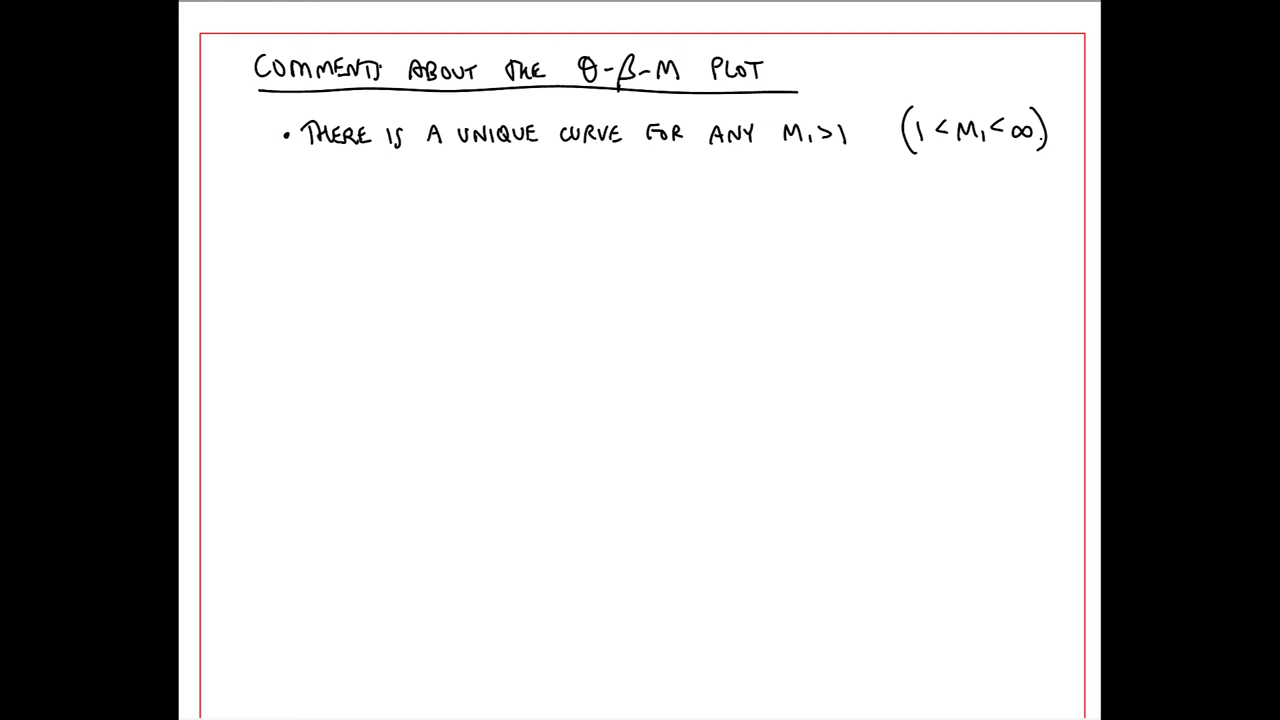 COMMENTS ABOUT THE θ-β-M PLOT
• THERE IS A UNIQUE CURVE FOR ANY M₁>1 (1<M₁<∞)